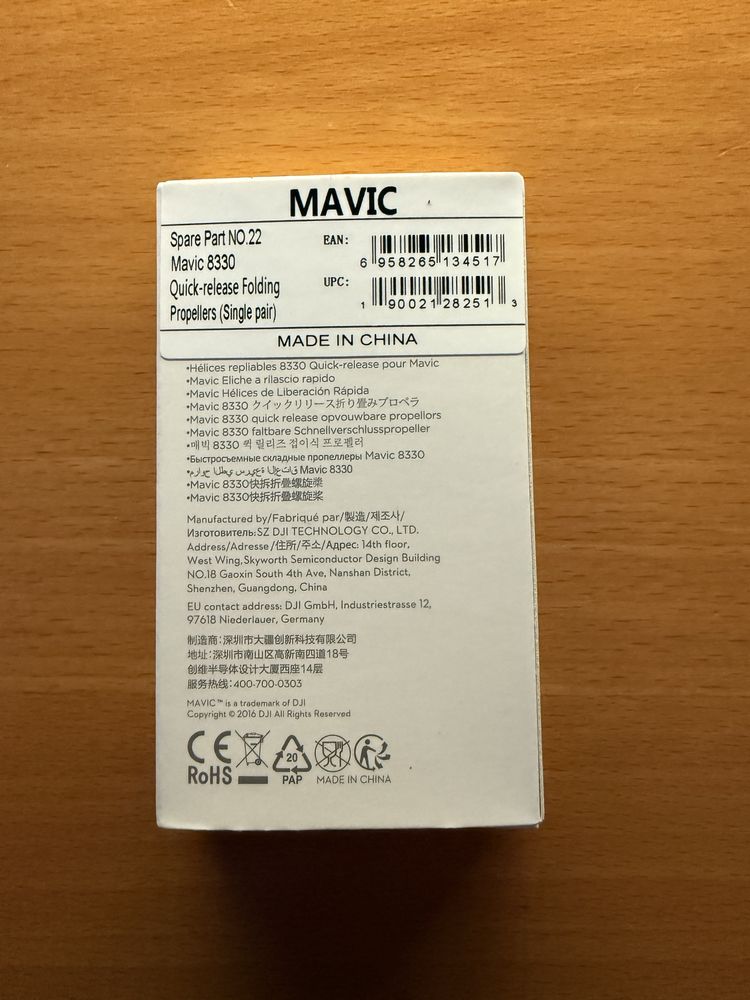 MAVIC
Spare Part NO.22
Mavic 8330
Quick-release Folding
Propellers (Single pair)
EAN:
6 958265 134517
UPC:
1 90021 28251 3
MADE IN CHINA
•Hélices repliables 8330 Quick-release pour Mavic
•Mavic Eliche a rilascio rapido
•Mavic Hélices de Liberación Rápida
•Mavic 8330 クイックリリース折り畳みプロペラ
•Mavic 8330 quick release opvouwbare propellors
•Mavic 8330 faltbare Schnellverschlusspropeller
•매빅 8330 퀵 릴리즈 접이식 프로펠러
•Быстросъемные складные пропеллеры Mavic 8330
•مراوح الطي سريعة الإعتاق Mavic 8330
•Mavic 8330快拆折疊螺旋槳
•Mavic 8330快拆折叠螺旋桨
Manufactured by/Fabriqué par/製造/제조사/
Изготовитель:SZ DJI TECHNOLOGY CO., LTD.
Address/Adresse/住所/주소/Адрес: 14th floor,
West Wing,Skyworth Semiconductor Design Building
NO.18 Gaoxin South 4th Ave, Nanshan District,
Shenzhen, Guangdong, China
EU contact address: DJI GmbH, Industriestrasse 12,
97618 Niederlauer, Germany
制造商:深圳市大疆创新科技有限公司
地址:深圳市南山区高新南四道18号
创维半导体设计大厦西座14层
服务热线:400-700-0303
MAVIC™ is a trademark of DJI
Copyright © 2016 DJI All Rights Reserved
CE
RoHS
20
PAP
MADE IN CHINA